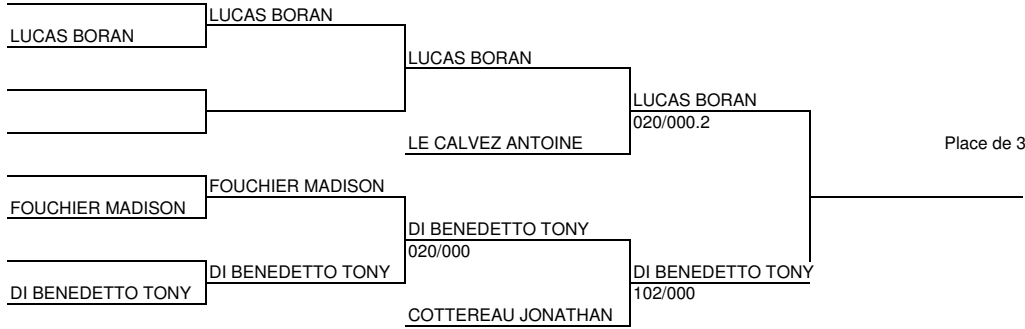 LUCAS BORAN
LUCAS BORAN
LUCAS BORAN
LUCAS BORAN
020/000.2
LE CALVEZ ANTOINE
Place de 3
FOUCHIER MADISON
FOUCHIER MADISON
DI BENEDETTO TONY
020/000
DI BENEDETTO TONY
DI BENEDETTO TONY
DI BENEDETTO TONY
102/000
COTTEREAU JONATHAN